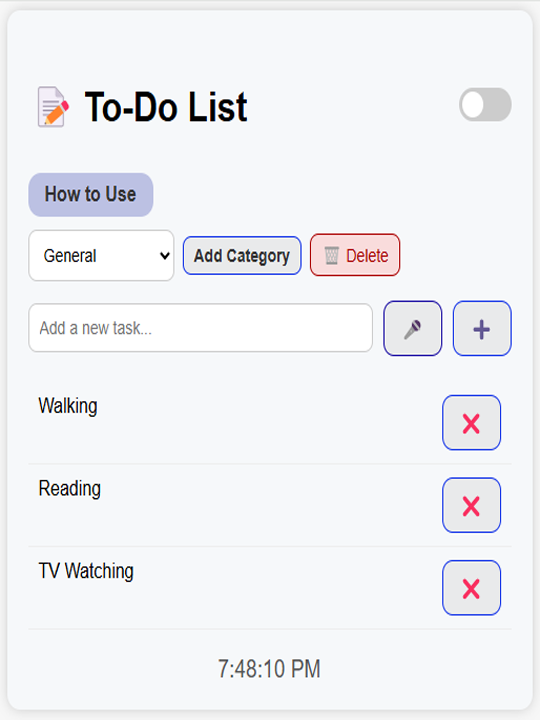 To-Do List
How to Use
General Add Category Delete
Add a new task...
Walking
Reading
TV Watching
7:48:10 PM